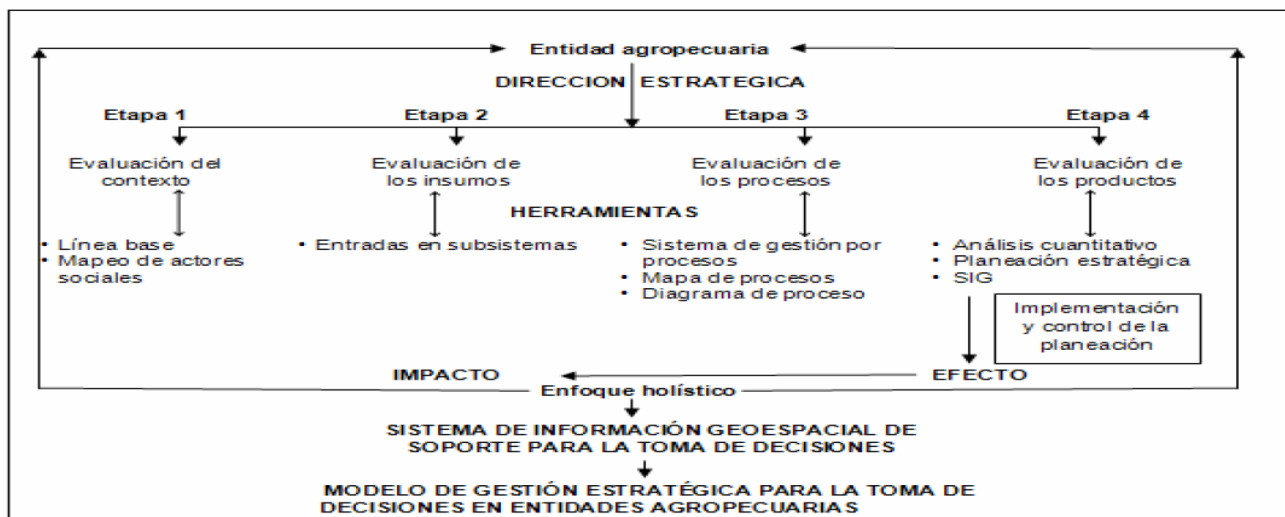 Entidad agropecuaria
DIRECCION ESTRATEGICA
Etapa 1
Etapa 2
Etapa 3
Etapa 4
Evaluación del
contexto
Evaluación de
los insumos
Evaluación de
los procesos
Evaluación de
los productos
HERRAMIENTAS
• Línea base
• Mapeo de actores
sociales
• Entradas en subsistemas
• Sistema de gestión por
procesos
• Mapa de procesos
• Diagrama de proceso
• Análisis cuantitativo
• Planeación estratégica
• SIG
Implementación
y control de la
planeación
IMPACTO
EFECTO
Enfoque holístico
SISTEMA DE INFORMACIÓN GEOESPACIAL DE
SOPORTE PARA LA TOMA DE DECISIONES
MODELO DE GESTIÓN ESTRATÉGICA PARA LA TOMA DE
DECISIONES EN ENTIDADES AGROPECUARIAS